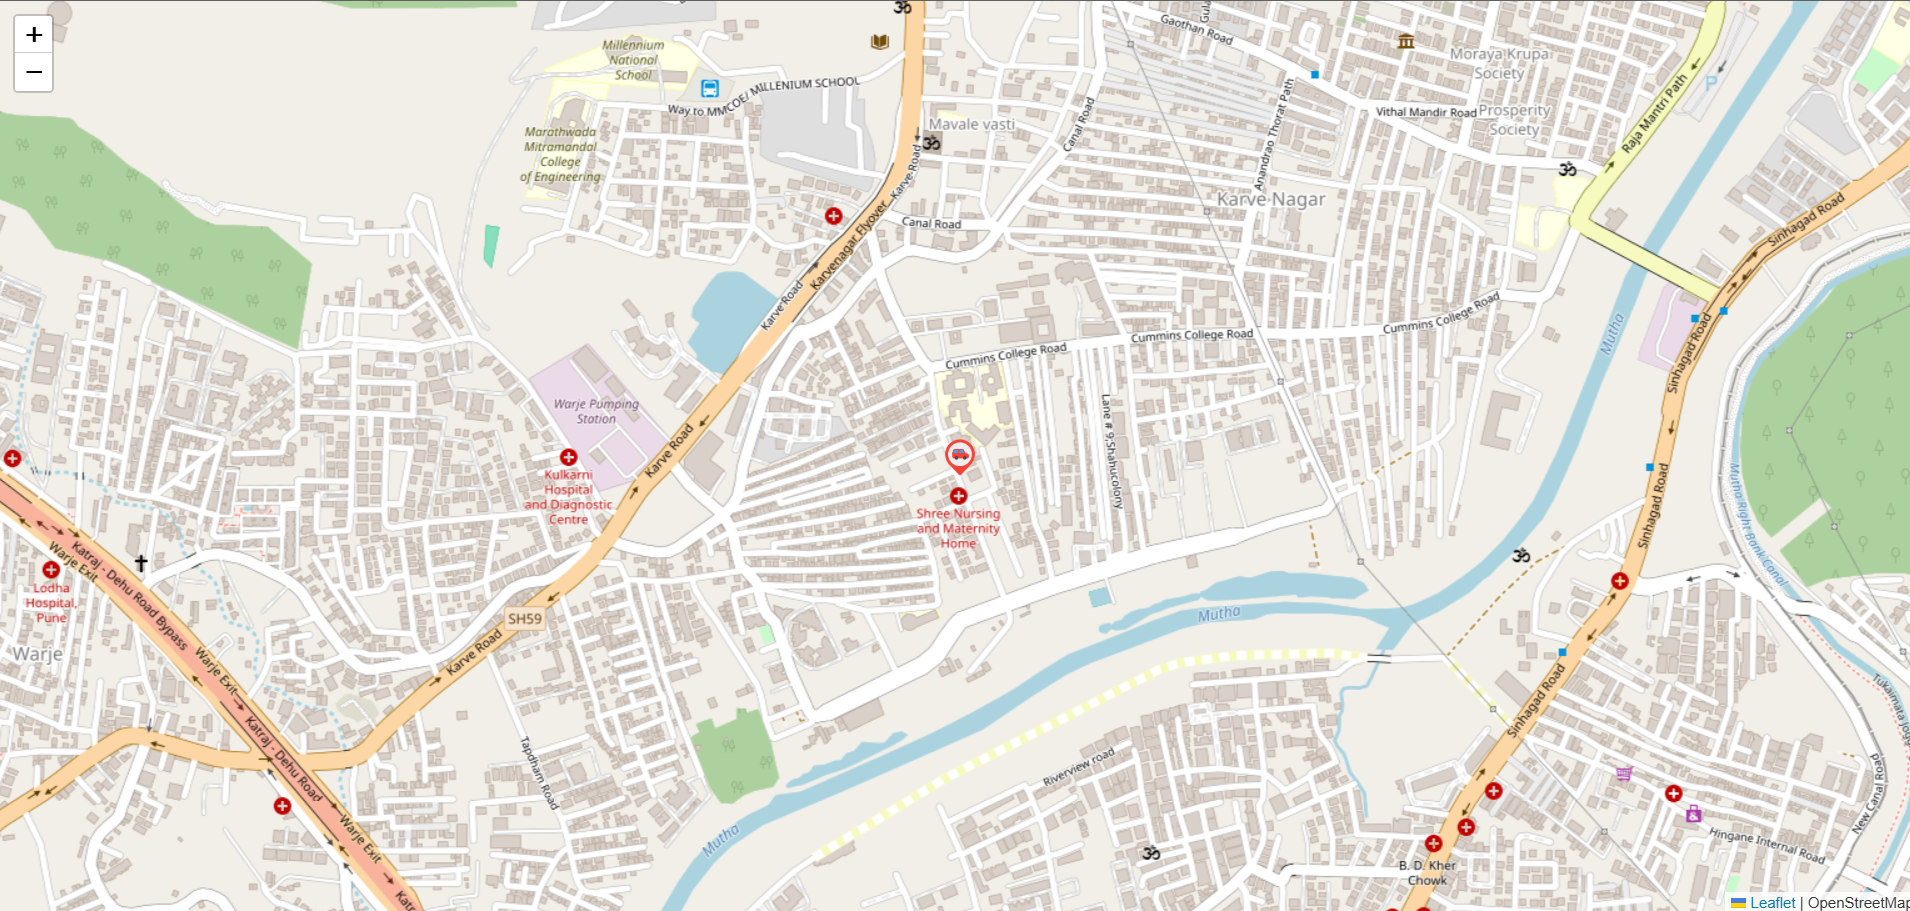 +
−
Millennium
National
School
Way to MMCOE/ MILLENIUM SCHOOL
Marathwada
Mitramandal
College
of Engineering
Mavale vasti
Canal Road
Gaothan Road
Anandrao Thorat Path
Moraya Krupa
Society
Vithal Mandir Road
Prosperity
Society
Raja Mantri Path
P
Karve Nagar
Canal Road
Karve Road
Karvenagar Flyover
Karve Road
Sinhagad Road
Mutha
Cummins College Road
Cummins College Road
Cummins College Road
Sinhagad Road
Warje Pumping
Station
Karve Road
Lane # 9;Shahucolony
Kulkarni
Hospital
and Diagnostic
Centre
Shree Nursing
and Maternity
Home
Sinhagad Road
Mutha Right Bank Canal
Katraj - Dehu Road Bypass
Warje Exit
Lodha
Hospital,
Pune
Warje
SH59
Karve Road
Mutha
Warje Exit
Katraj - Dehu Road
Warje Exit
Katr
Tapdham Road
Mutha
Riverview road
Sinhagad Road
New Canal Road
Hingane Internal Road
B. D. Kher
Chowk
Leaflet | OpenStreetMap